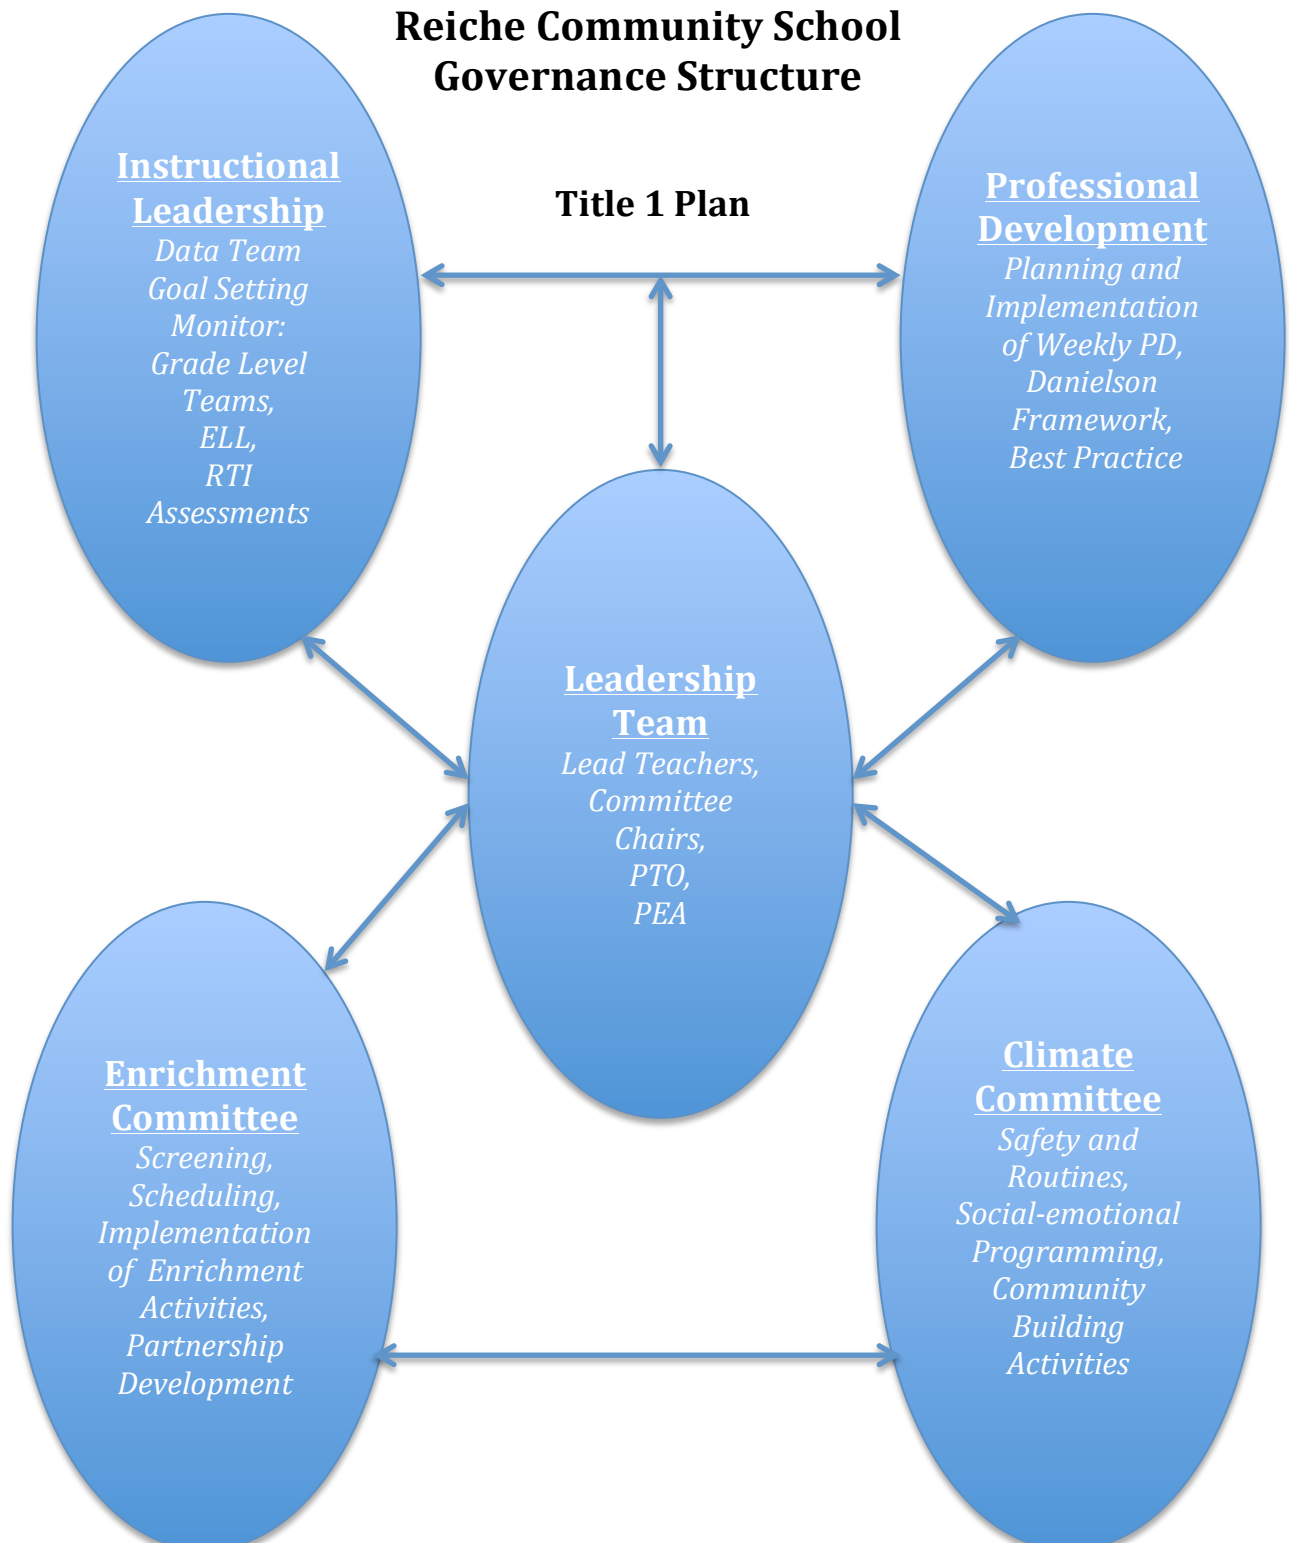 Reiche Community School
Governance Structure
Title 1 Plan
Instructional
Leadership
Data Team
Goal Setting
Monitor:
Grade Level
Teams,
ELL,
RTI
Assessments
Professional
Development
Planning and
Implementation
of Weekly PD,
Danielson
Framework,
Best Practice
Leadership
Team
Lead Teachers,
Committee
Chairs,
PTO,
PEA
Enrichment
Committee
Screening,
Scheduling,
Implementation
of Enrichment
Activities,
Partnership
Development
Climate
Committee
Safety and
Routines,
Social-emotional
Programming,
Community
Building
Activities